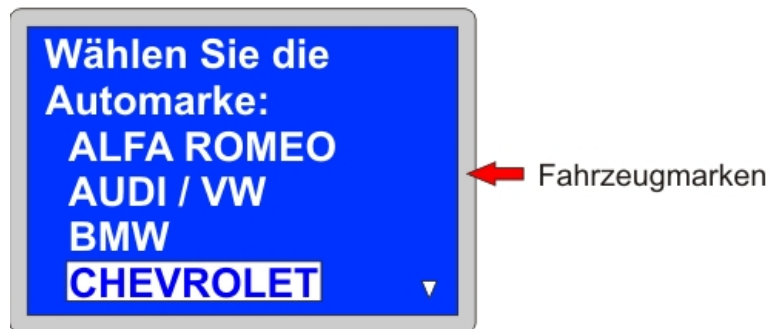 Wählen Sie die
Automarke:
ALFA ROMEO
AUDI / VW
BMW
CHEVROLET
Fahrzeugmarken